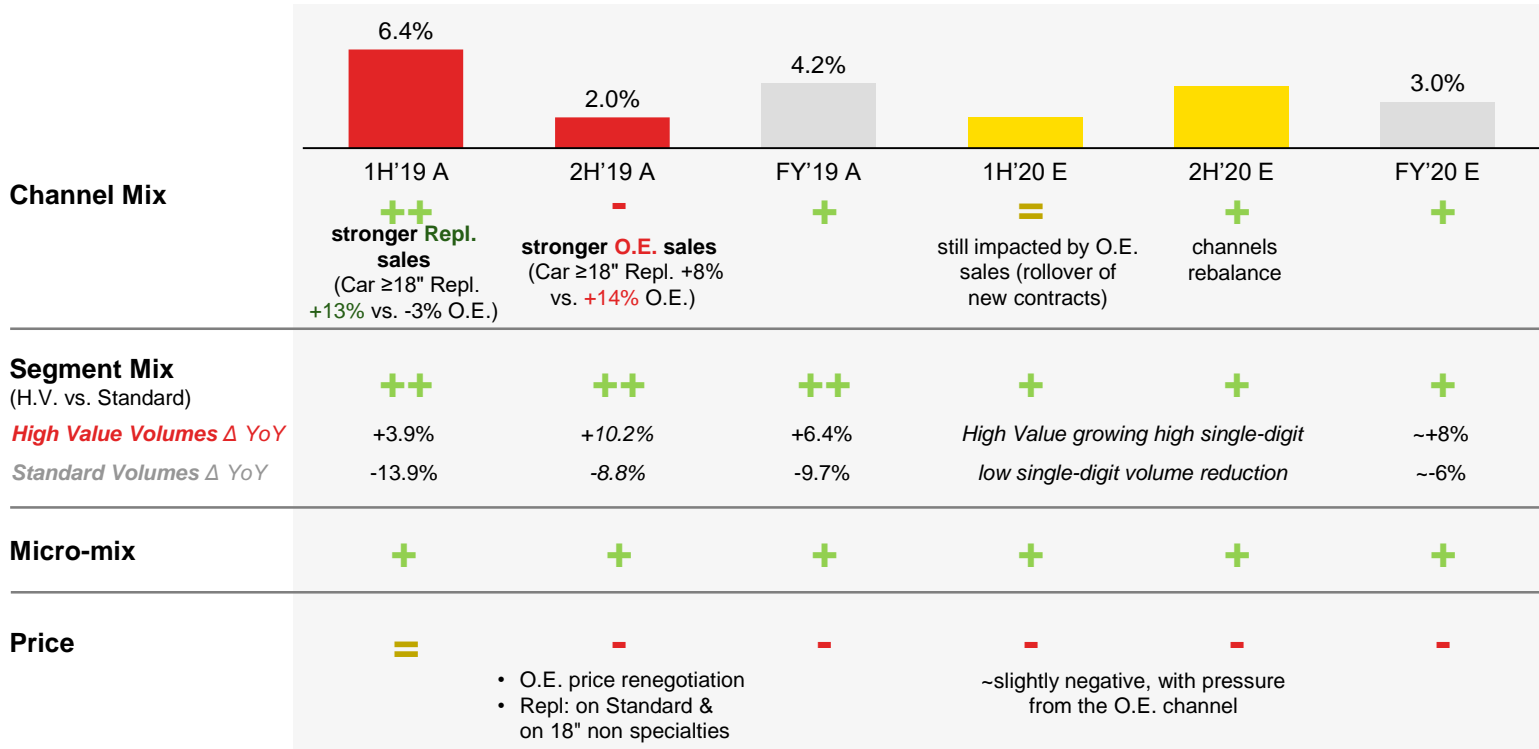 6.4%
2.0%
4.2%
3.0%
1H’19 A
2H’19 A
FY’19 A
1H’20 E
2H’20 E
FY’20 E
Channel Mix
++
-
+
=
+
+
stronger Repl.
sales
(Car ≥18" Repl.
+13% vs. -3% O.E.)
stronger O.E. sales
(Car ≥18" Repl. +8%
vs. +14% O.E.)
still impacted by O.E.
sales (rollover of
new contracts)
channels
rebalance
Segment Mix
(H.V. vs. Standard)
++
++
++
+
+
+
High Value Volumes Δ YoY
+3.9%
+10.2%
+6.4%
High Value growing high single-digit
~+8%
Standard Volumes Δ YoY
-13.9%
-8.8%
-9.7%
low single-digit volume reduction
~-6%
Micro-mix
+
+
+
+
+
+
Price
=
-
-
-
-
-
• O.E. price renegotiation
• Repl: on Standard &
on 18" non specialties
~slightly negative, with pressure
from the O.E. channel